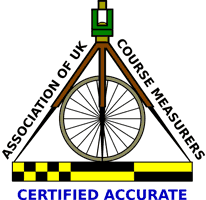 ASSOCIATION OF UK
COURSE MEASURERS
CERTIFIED ACCURATE